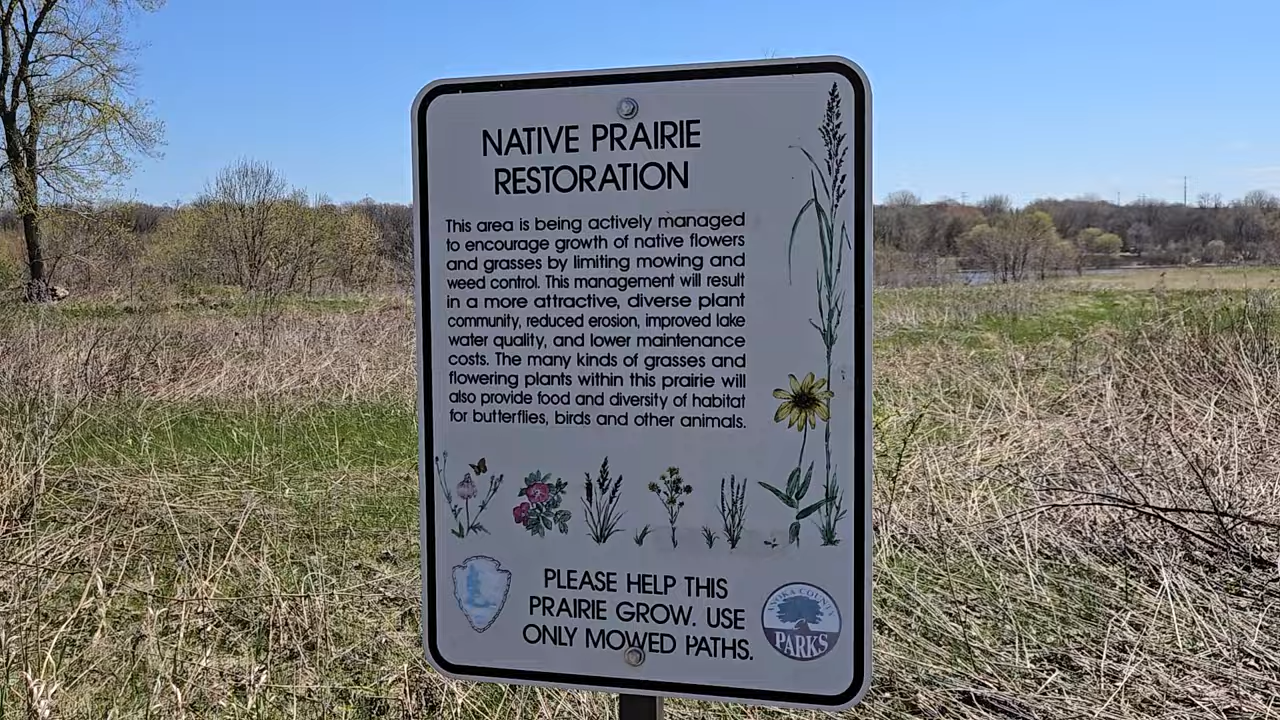 NATIVE PRAIRIE
RESTORATION
This area is being actively managed
to encourage growth of native flowers
and grasses by limiting mowing and
weed control. This management will result
in a more attractive, diverse plant
community, reduced erosion, improved lake
water quality, and lower maintenance
costs. The many kinds of grasses and
flowering plants within this prairie will
also provide food and diversity of habitat
for butterflies, birds and other animals.
PLEASE HELP THIS
PRAIRIE GROW. USE
ONLY MOWED PATHS.
ANOKA COUNTY
PARKS